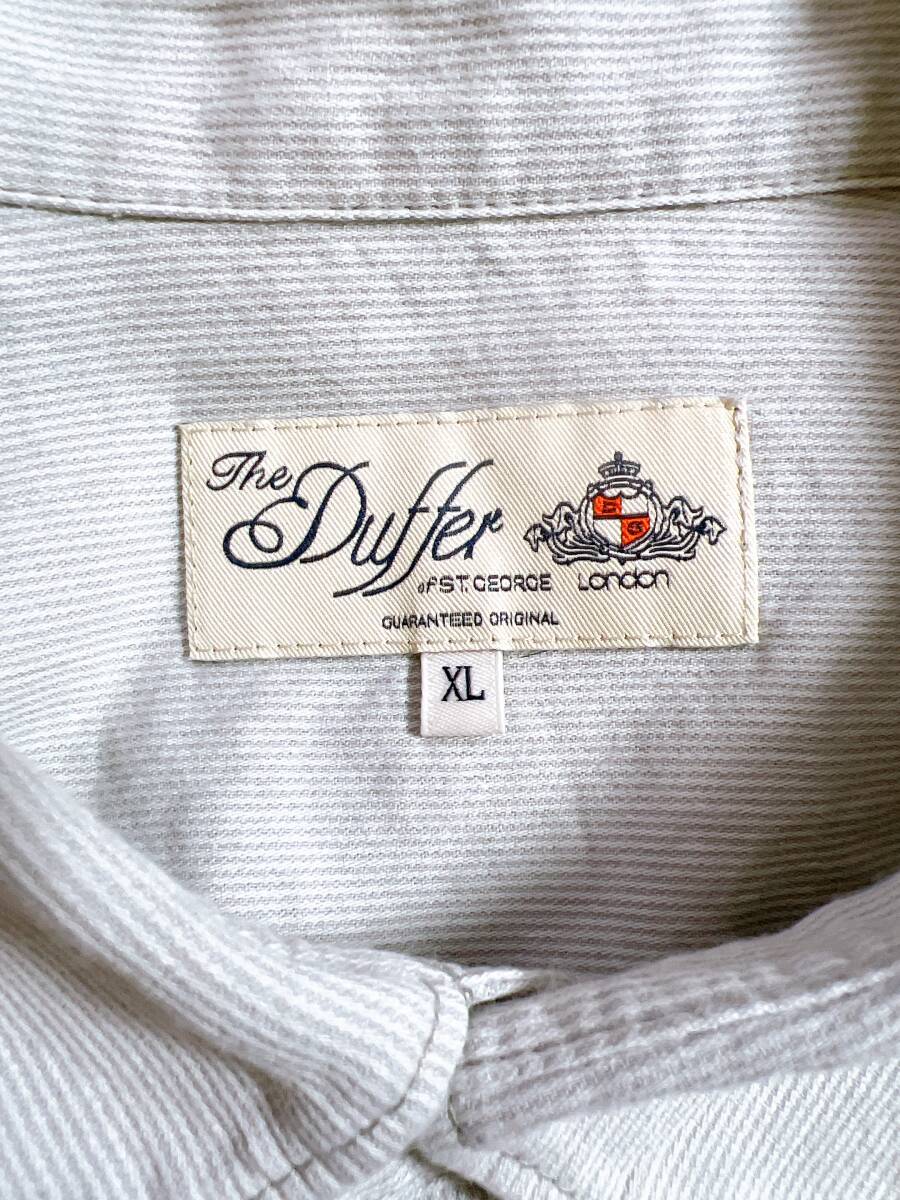 The Duffer
of ST. GEORGE London
GUARANTEED ORIGINAL
XL